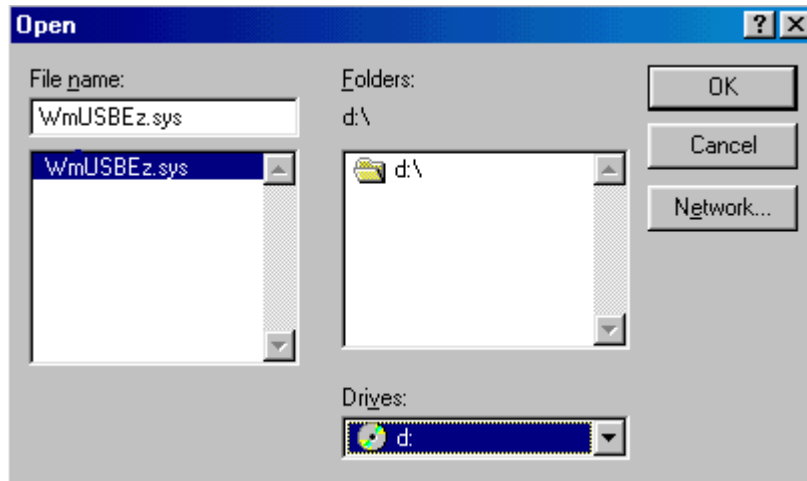 Open
File name:
WmUSBEz.sys
WmUSBEz.sys
Folders:
d:\
d:\
Drives:
d:
OK
Cancel
Network...